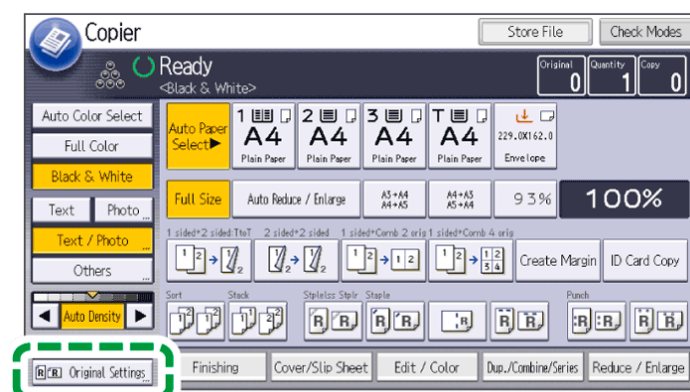 Copier
Store File
Check Modes
Ready
<Black & White>
Original
0
Quantity
1
Copy
0
Auto Color Select
Full Color
Black & White
Text
Photo
Text / Photo
Others
Auto Density
Original Settings
Auto Paper
Select►
1
A4
Plain Paper
2
A4
Plain Paper
3
A4
Plain Paper
T
A4
Plain Paper
229.0X162.0
Envelope
Full Size
Auto Reduce / Enlarge
A3→A4
A4→A5
A4→A3
A5→A4
93%
100%
1 sided→2 sided:TtoT
2 sided→2 sided
1 sided→Comb 2 orig
1 sided→Comb 4 orig
Create Margin
ID Card Copy
Sort
Stack
Stplelss Stplr
Staple
Punch
Finishing
Cover/Slip Sheet
Edit / Color
Dup./Combine/Series
Reduce / Enlarge